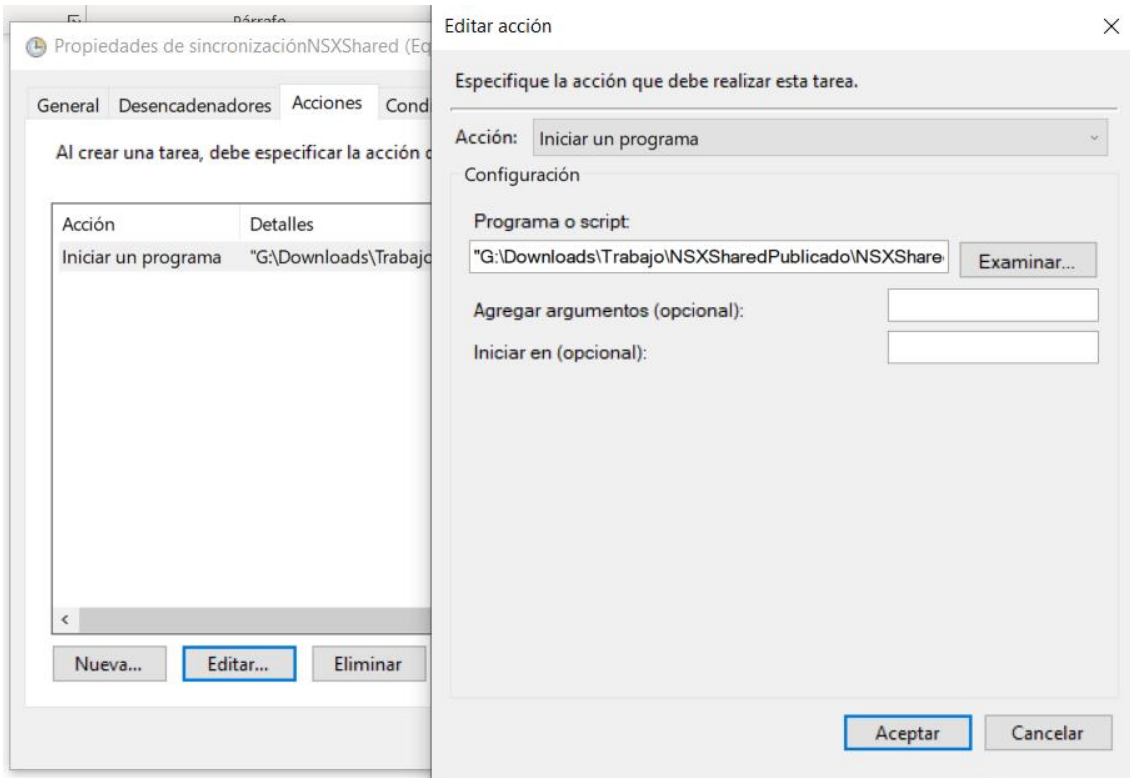 Párrafo
Propiedades de sincronizaciónNSXShared (Eq
General Desencadenadores Acciones Cond
Al crear una tarea, debe especificar la acción
Acción Detalles
Iniciar un programa "G:\Downloads\Trabajo
Nueva... Editar... Eliminar
Editar acción
Especifique la acción que debe realizar esta tarea.
Acción: Iniciar un programa
Configuración
Programa o script:
"G:\Downloads\Trabajo\NSXSharedPublicado\NSXShare Examinar...
Agregar argumentos (opcional):
Iniciar en (opcional):
Aceptar Cancelar